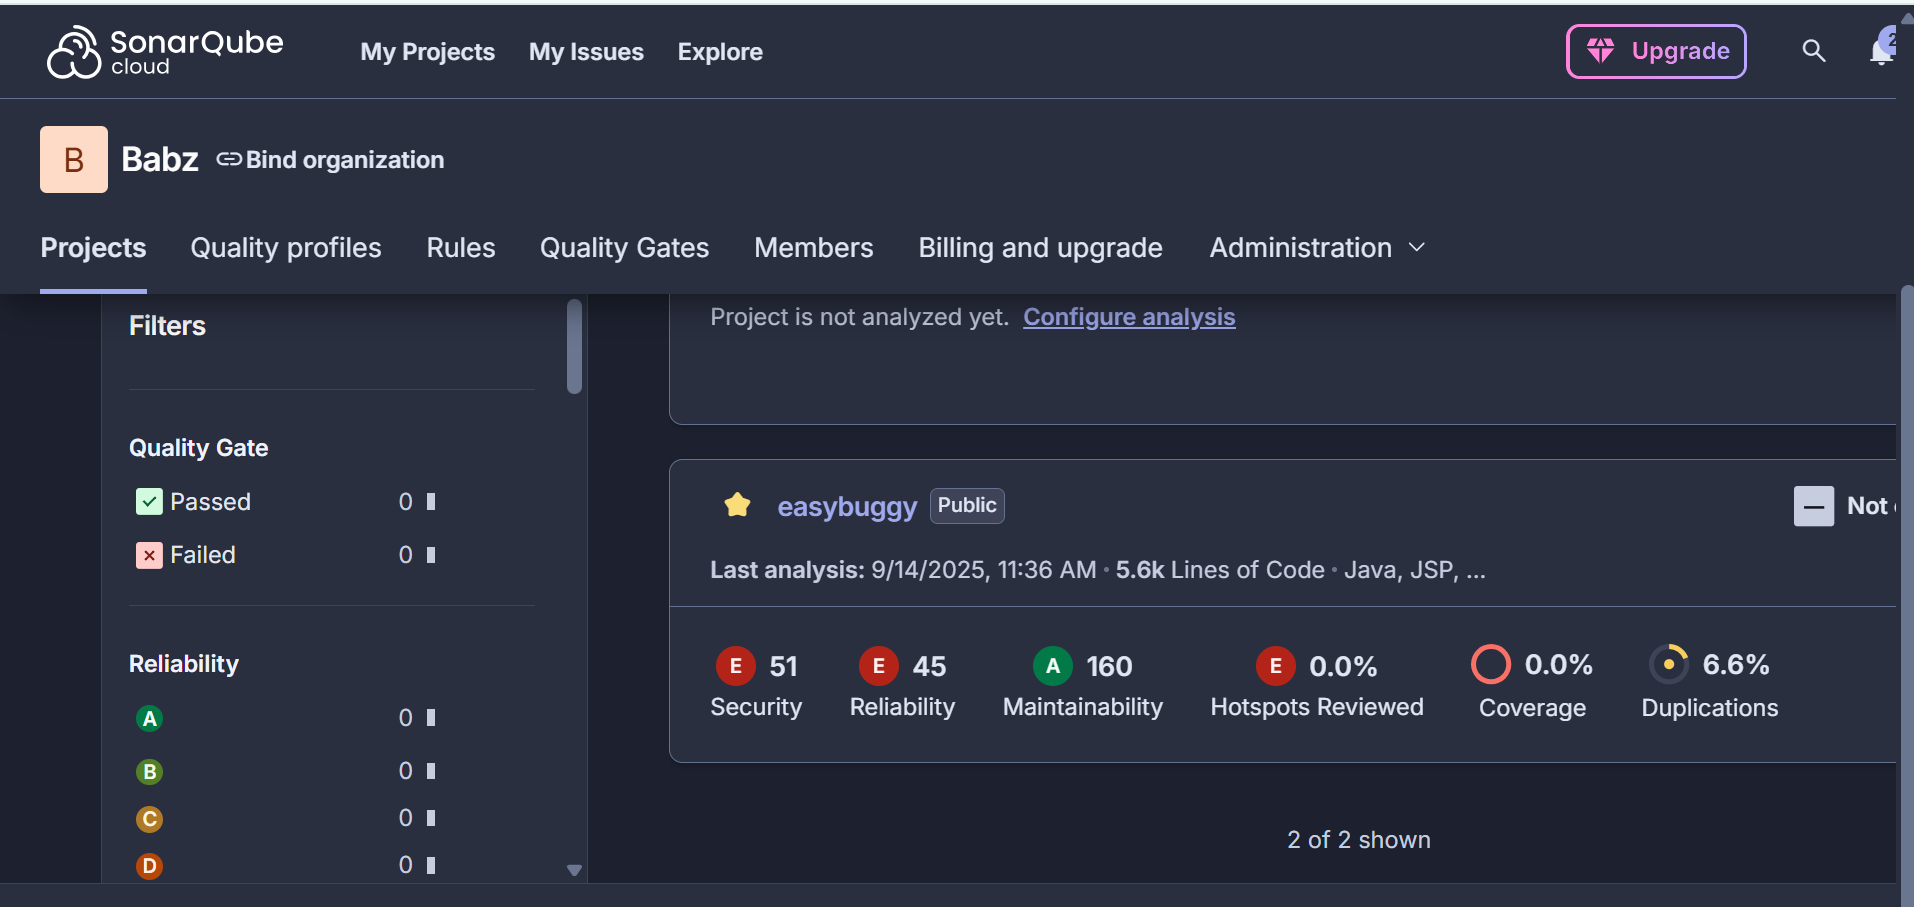 SonarQube
cloud
My Projects
My Issues
Explore
Upgrade
2
B
Babz
Bind organization
Projects
Quality profiles
Rules
Quality Gates
Members
Billing and upgrade
Administration
Filters
Quality Gate
Passed 0
Failed 0
Reliability
A 0
B 0
C 0
D 0
Project is not analyzed yet. Configure analysis
easybuggy Public
Not
Last analysis: 9/14/2025, 11:36 AM • 5.6k Lines of Code • Java, JSP, ...
E 51
Security
E 45
Reliability
A 160
Maintainability
E 0.0%
Hotspots Reviewed
0.0%
Coverage
6.6%
Duplications
2 of 2 shown